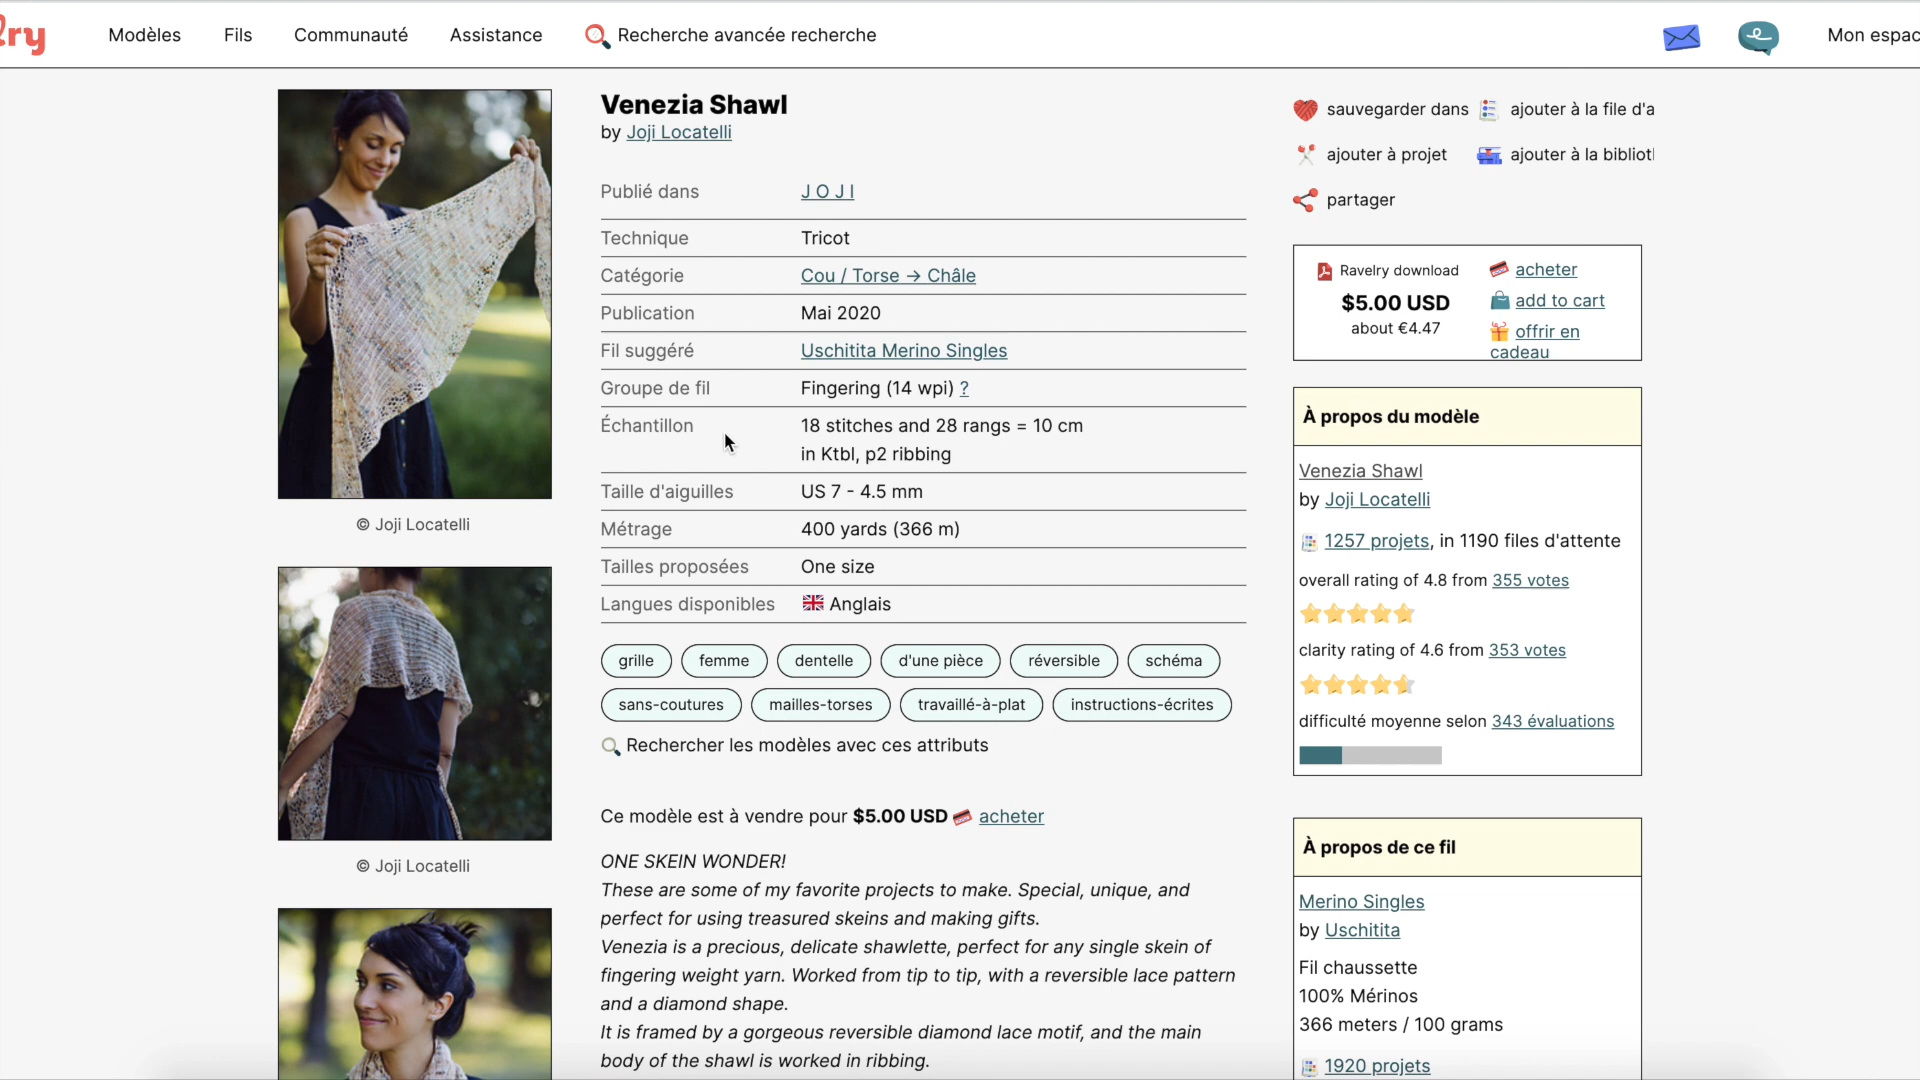 Modèles Fils Communauté Assistance Recherche avancée recherche Mon espac
Venezia Shawl
by Joji Locatelli
Publié dans J O J I
Technique Tricot
Catégorie Cou / Torse → Châle
Publication Mai 2020
Fil suggéré Uschitita Merino Singles
Groupe de fil Fingering (14 wpi) ?
Échantillon 18 stitches and 28 rangs = 10 cm
in Ktbl, p2 ribbing
Taille d'aiguilles US 7 - 4.5 mm
Métrage 400 yards (366 m)
Tailles proposées One size
Langues disponibles Anglais
grille femme dentelle d'une pièce réversible schéma
sans-coutures mailles-torses travaillé-à-plat instructions-écrites
Rechercher les modèles avec ces attributs
Ce modèle est à vendre pour $5.00 USD acheter
ONE SKEIN WONDER!
These are some of my favorite projects to make. Special, unique, and
perfect for using treasured skeins and making gifts.
Venezia is a precious, delicate shawlette, perfect for any single skein of
fingering weight yarn. Worked from tip to tip, with a reversible lace pattern
and a diamond shape.
It is framed by a gorgeous reversible diamond lace motif, and the main
body of the shawl is worked in ribbing.
© Joji Locatelli
© Joji Locatelli
sauvegarder dans ajouter à la file d'a
ajouter à projet ajouter à la bibliot
partager
Ravelry download
$5.00 USD
about €4.47
acheter
add to cart
offrir en
cadeau
À propos du modèle
Venezia Shawl
by Joji Locatelli
1257 projets, in 1190 files d'attente
overall rating of 4.8 from 355 votes
clarity rating of 4.6 from 353 votes
difficulté moyenne selon 343 évaluations
À propos de ce fil
Merino Singles
by Uschitita
Fil chaussette
100% Mérinos
366 meters / 100 grams
1920 projets